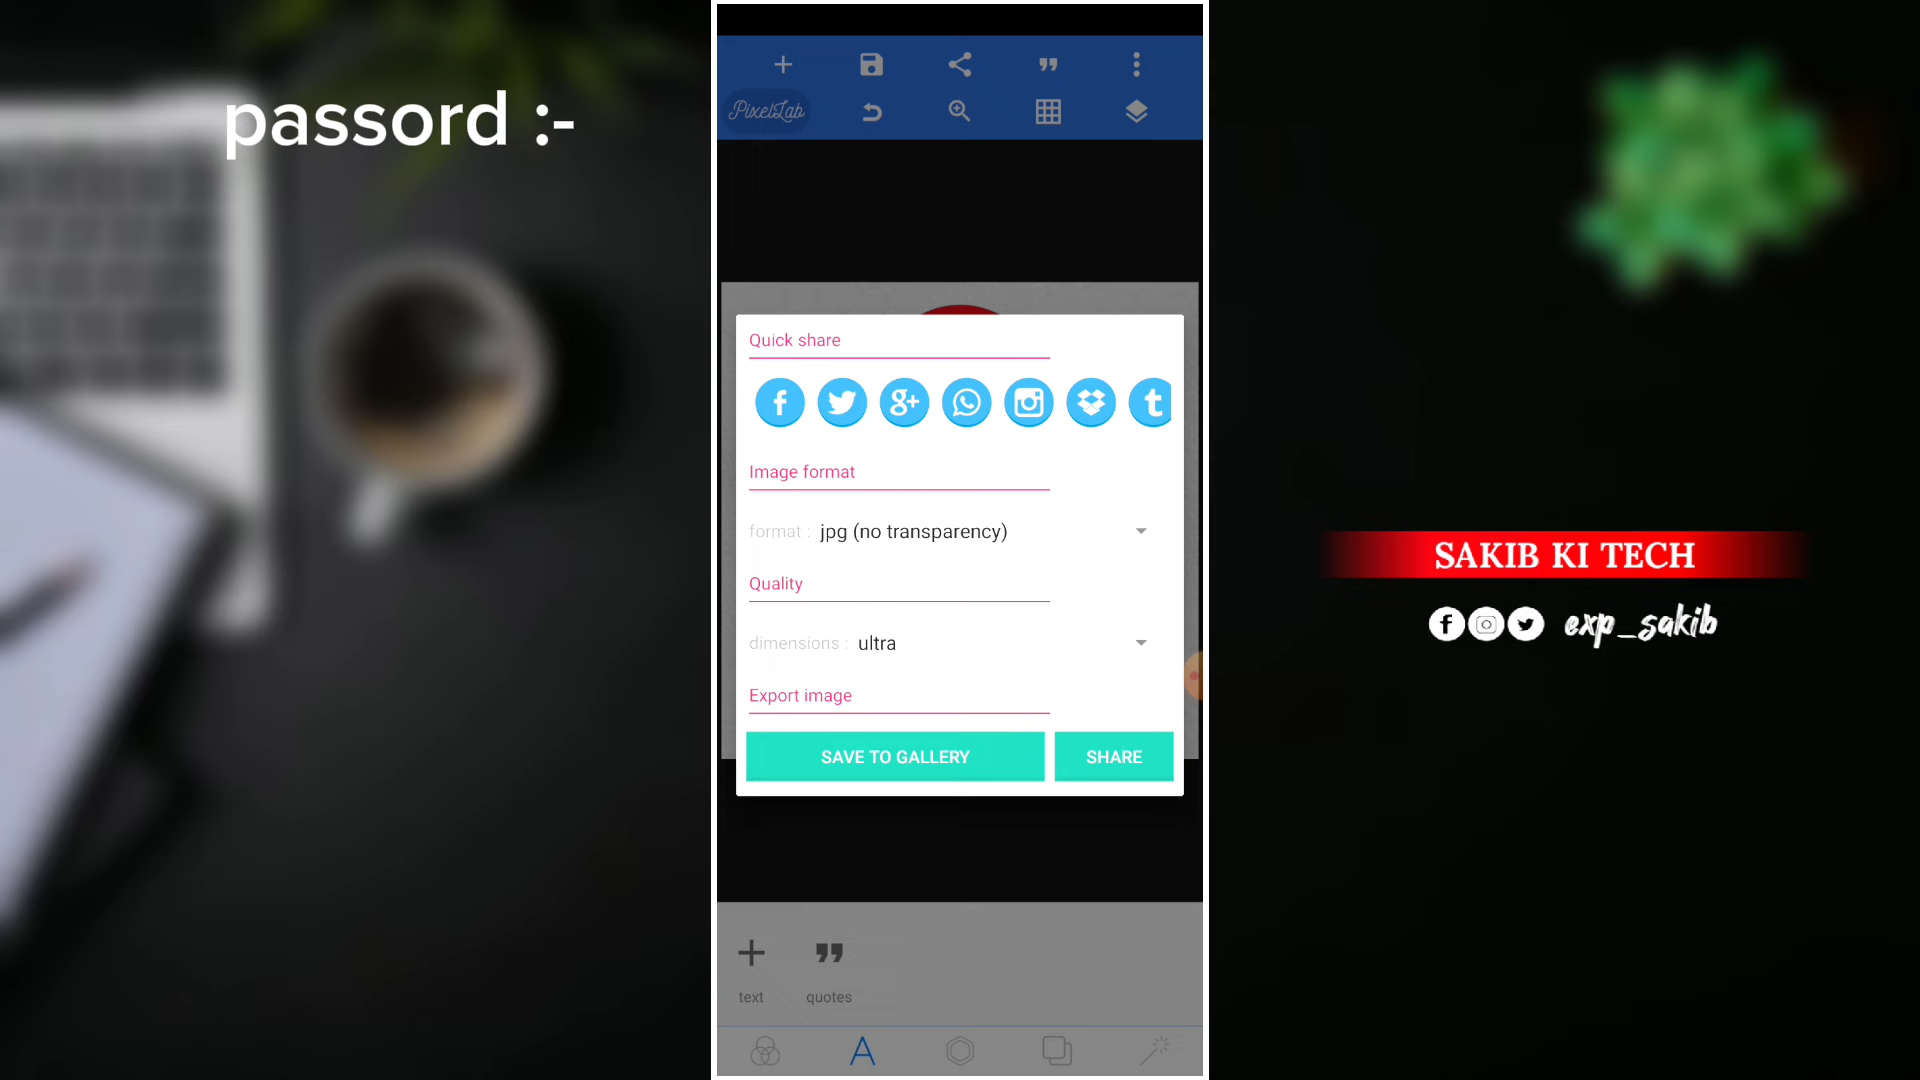 passord :-
PixelLab
Quick share
Image format
format : jpg (no transparency)
Quality
dimensions : ultra
Export image
SAVE TO GALLERY
SHARE
text
quotes
SAKIB KI TECH
exp_sakib